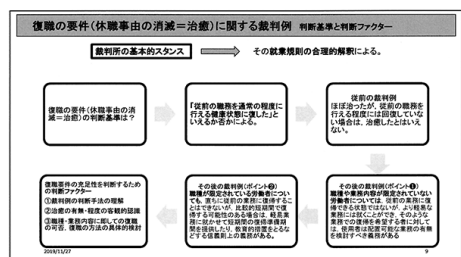 復職の要件(休職事由の消滅=治癒)に関する裁判例 判断基準と判断ファクター
裁判所の基本的スタンス
その就業規則の合理的解釈による。
復職の要件(休職事由の消
滅=治癒)の判断基準は?
「従前の職務を通常の程度に
行える健康状態に復した」と
いえるか否かによる。
従前の裁判例
ほぼ治ったが、従前の職務を
行える程度には回復していな
い場合は、治癒したとはいえ
ない。
その後の裁判例(ポイント❶)
職種や業務内容が限定されていない
労働者については、従前の業務に復
帰できる状態ではないが、より軽易な
業務には就くことができ、そのような
業務での復帰を希望する者に対して
は、使用者は配置可能な業務の有無
を検討すべき義務がある
その後の裁判例(ポイント❷)
職種が限定されている労働者につい
ても、直ちに従前の業務に復帰するこ
とはできないが、比較的短期間で復
帰する可能性のある場合は、軽易業
務に就かせて短期間の復帰準備期
間を提供したり、教育的措置をとるな
どする信義則上の義務がある。
復職要件の充足性を判断するため
の判断ファクター
①裁判例の判断手法の理解
②治癒の有無・程度の客観的認識
③職種・業務内容に照しての復職
の可否、復職の方法の具体的検討
2019/11/27
9